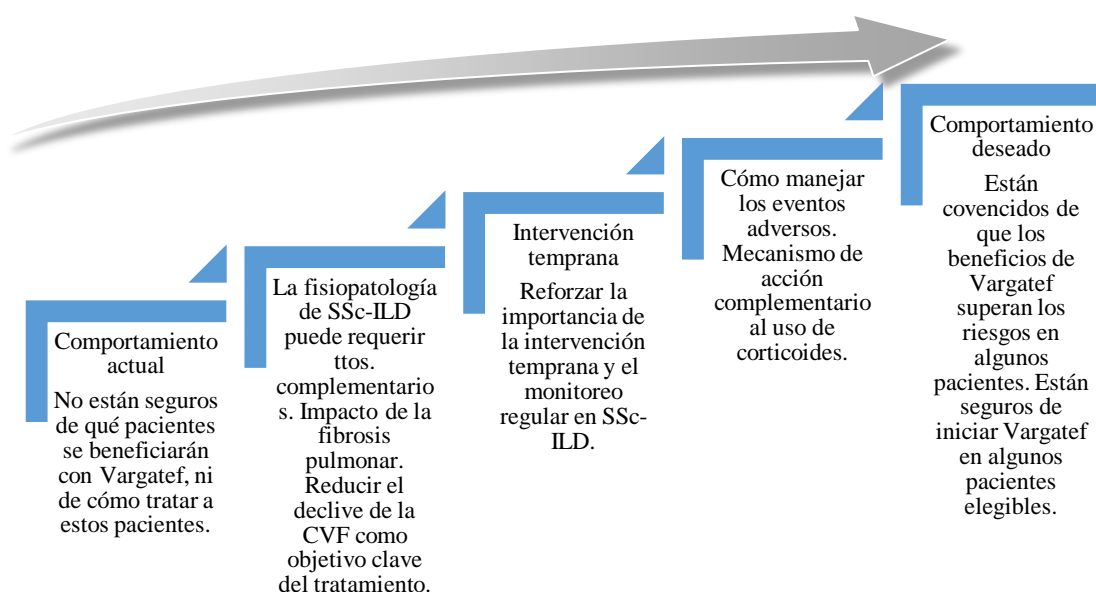 Comportamiento
actual
No están seguros
de qué pacientes
se beneficiarán
con Vargatef, ni
de cómo tratar a
estos pacientes.
La fisiopatología
de SSc-ILD
puede requerir
ttos.
complementario
s. Impacto de la
fibrosis
pulmonar.
Reducir el
declive de la
CVF como
objetivo clave
del tratamiento.
Intervención
temprana
Reforzar la
importancia de
la intervención
temprana y el
monitoreo
regular en SSc-
ILD.
Cómo manejar
los eventos
adversos.
Mecanismo de
acción
complementario
al uso de
corticoides.
Comportamiento
deseado
Están
covencidos de
que los
beneficios de
Vargatef
superan los
riesgos en
algunos
pacientes. Están
seguros de
iniciar Vargatef
en algunos
pacientes
elegibles.